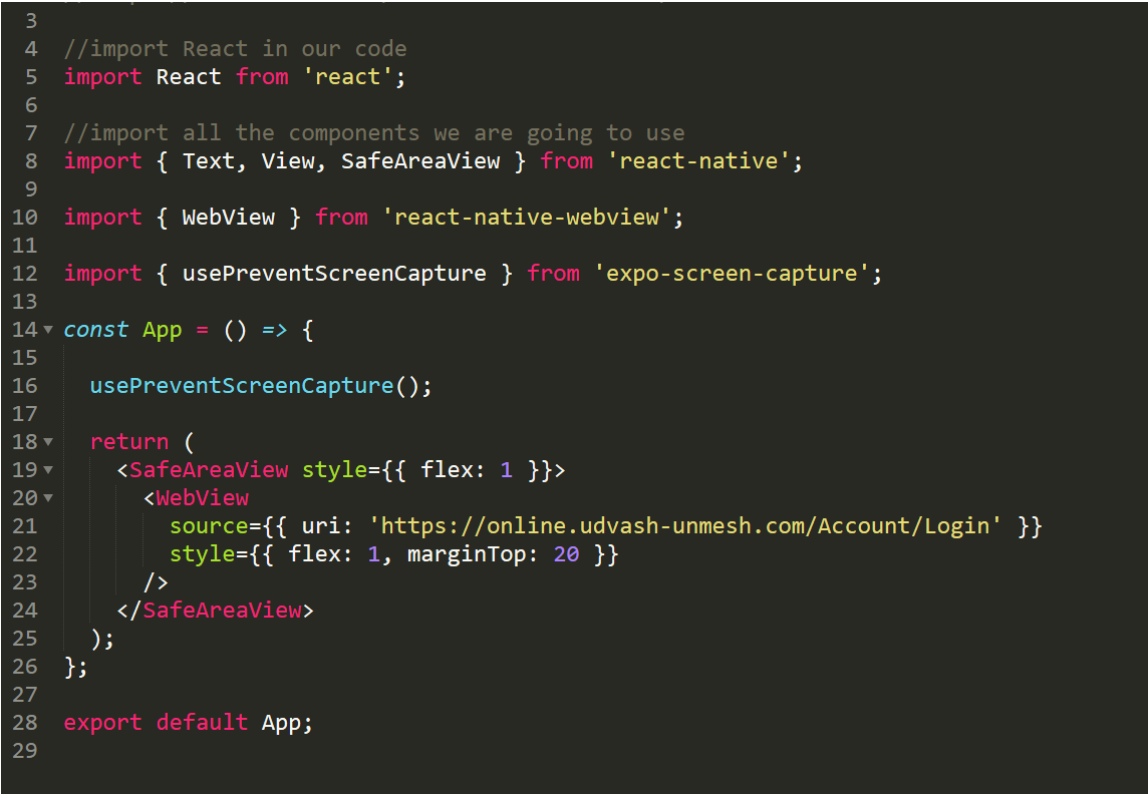 3
4 //import React in our code
5 import React from 'react';
6
7 //import all the components we are going to use
8 import { Text, View, SafeAreaView } from 'react-native';
9
10 import { WebView } from 'react-native-webview';
11
12 import { usePreventScreenCapture } from 'expo-screen-capture';
13
14 const App = () => {
15
16   usePreventScreenCapture();
17
18   return (
19     <SafeAreaView style={{ flex: 1 }}>
20       <WebView
21         source={{ uri: 'https://online.udvash-unmesh.com/Account/Login' }}
22         style={{ flex: 1, marginTop: 20 }}
23       />
24     </SafeAreaView>
25   );
26 };
27
28 export default App;
29